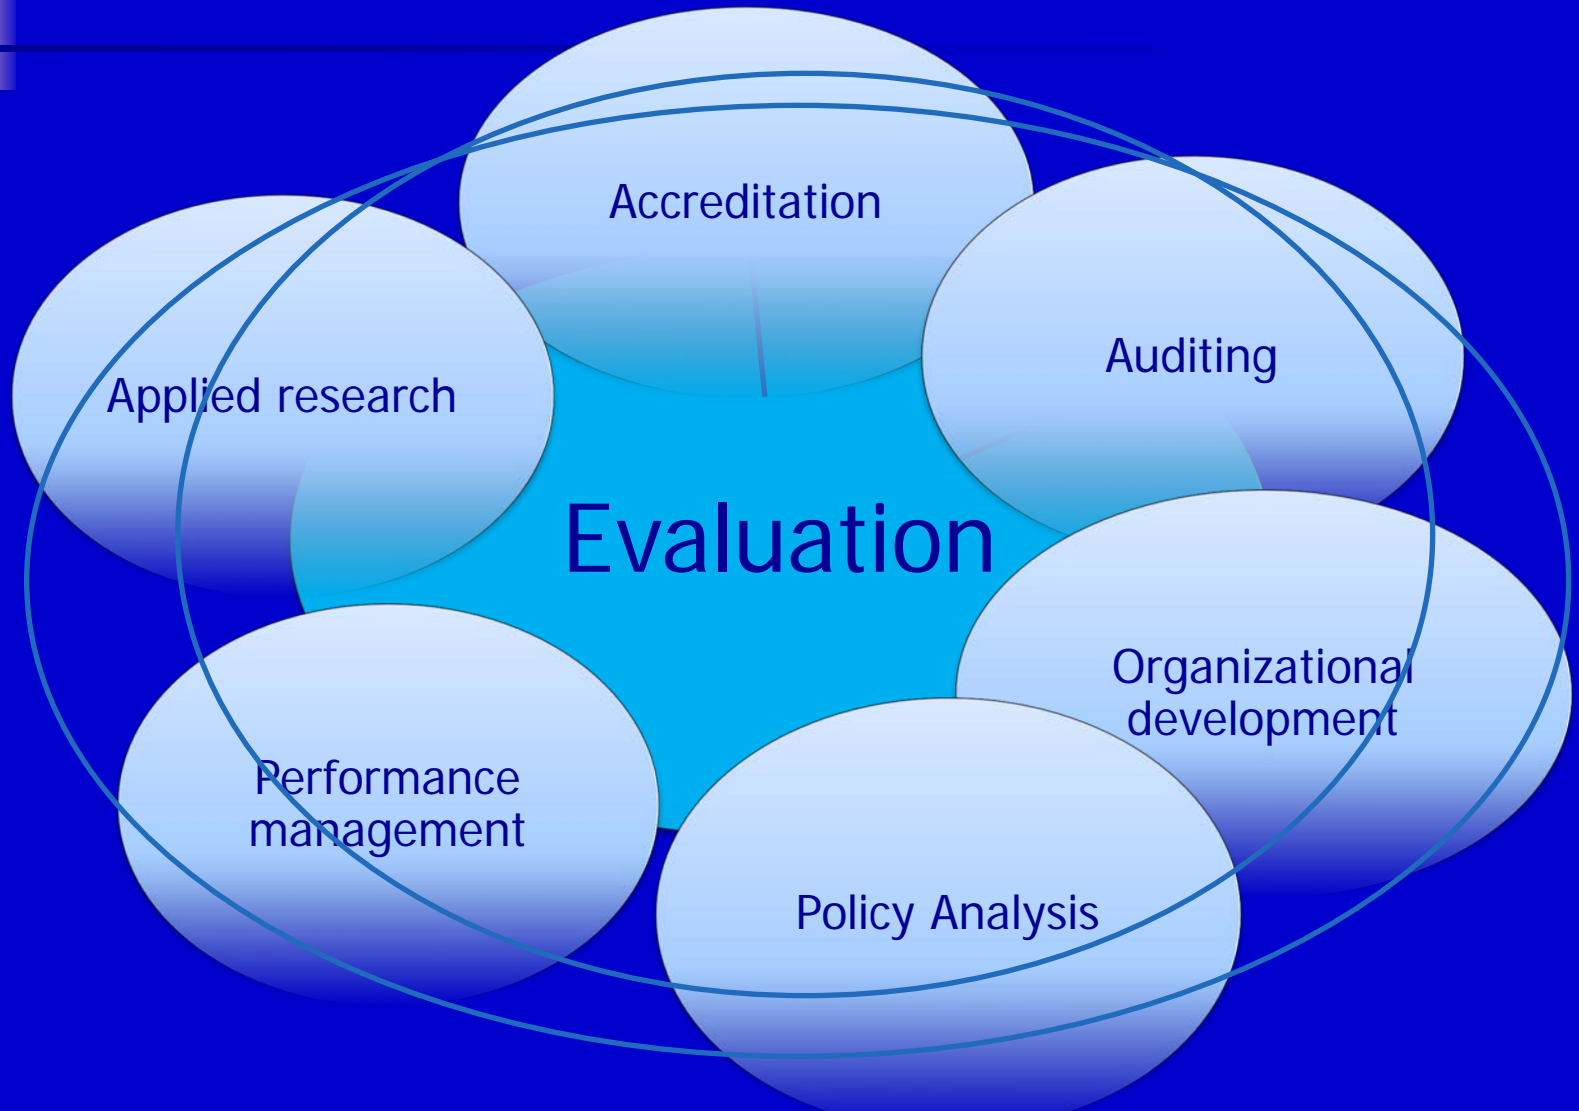 Accreditation
Auditing
Applied research
Evaluation
Organizational
development
Performance
management
Policy Analysis